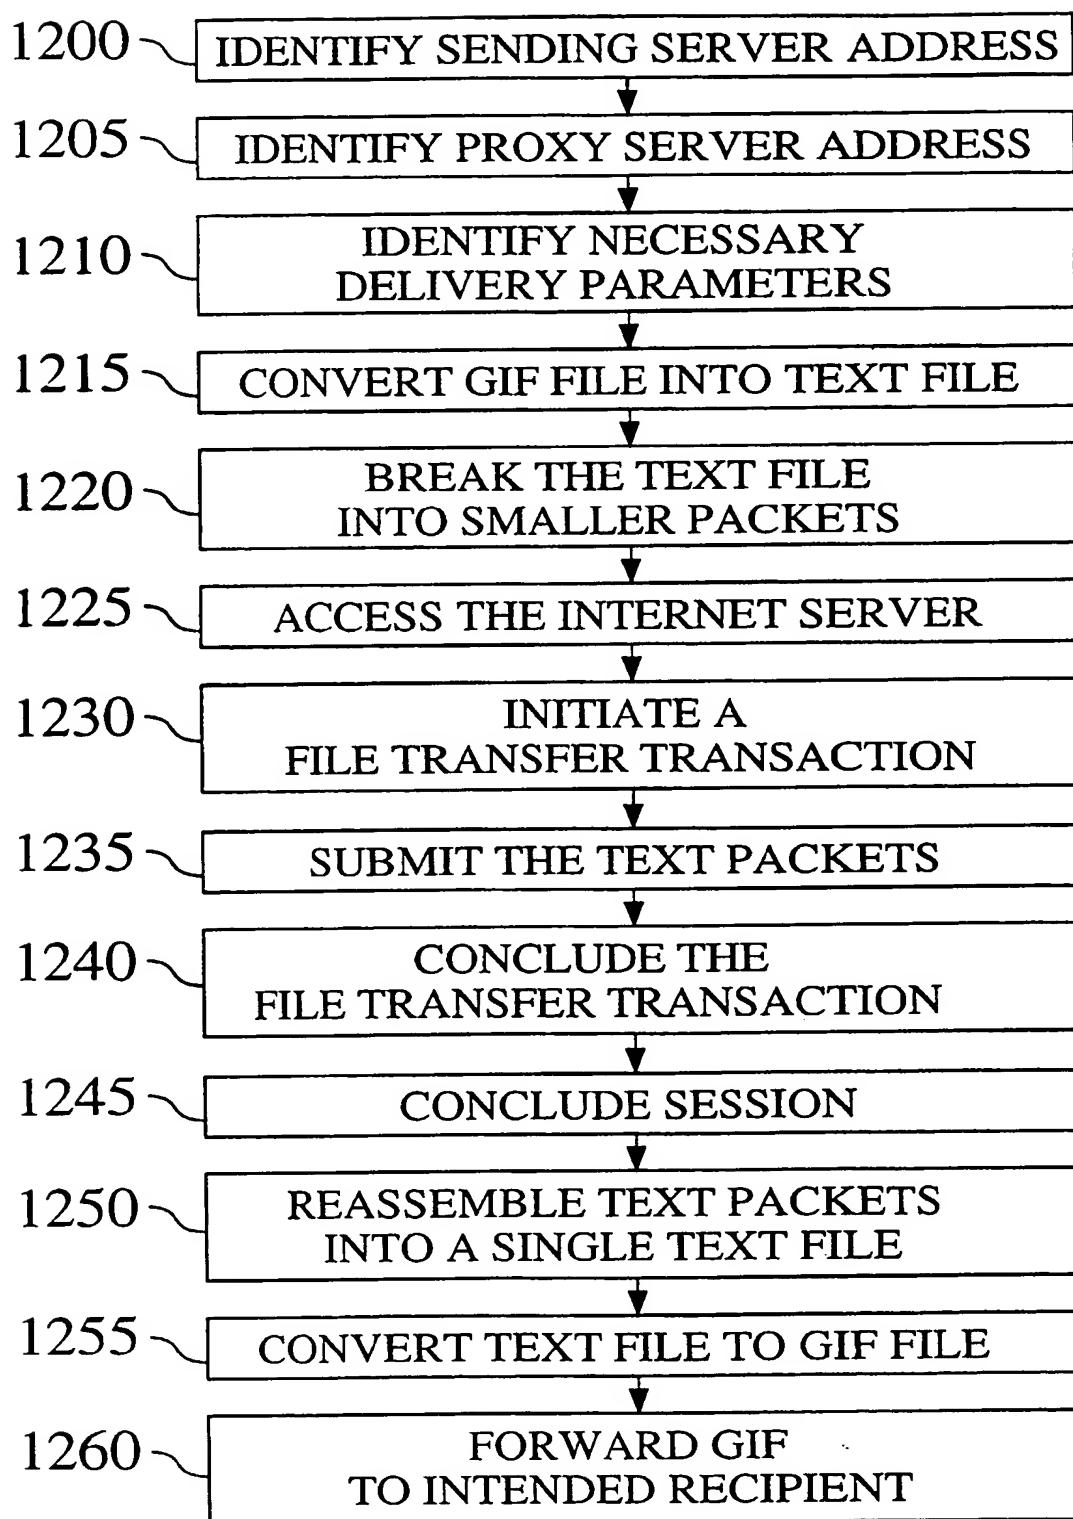 1200 IDENTIFY SENDING SERVER ADDRESS
1205 IDENTIFY PROXY SERVER ADDRESS
1210 IDENTIFY NECESSARY
DELIVERY PARAMETERS
1215 CONVERT GIF FILE INTO TEXT FILE
1220 BREAK THE TEXT FILE
INTO SMALLER PACKETS
1225 ACCESS THE INTERNET SERVER
1230 INITIATE A
FILE TRANSFER TRANSACTION
1235 SUBMIT THE TEXT PACKETS
1240 CONCLUDE THE
FILE TRANSFER TRANSACTION
1245 CONCLUDE SESSION
1250 REASSEMBLE TEXT PACKETS
INTO A SINGLE TEXT FILE
1255 CONVERT TEXT FILE TO GIF FILE
1260 FORWARD GIF
TO INTENDED RECIPIENT